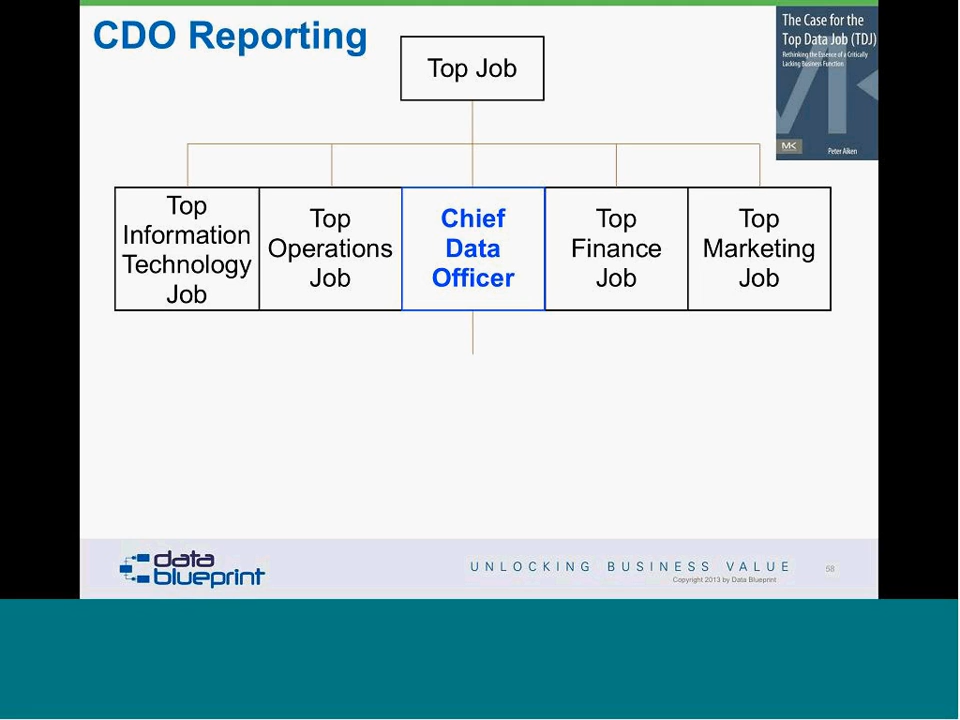 CDO Reporting
Top Job
The Case for the
Top Data Job (TDJ)
Rethinking the Essence of a Critically
Lacking Business Function
MK
Peter Aiken
Top
Information
Technology
Job
Top
Operations
Job
Chief
Data
Officer
Top
Finance
Job
Top
Marketing
Job
data
blueprint
UNLOCKING BUSINESS VALUE
Copyright 2013 by Data Blueprint
58